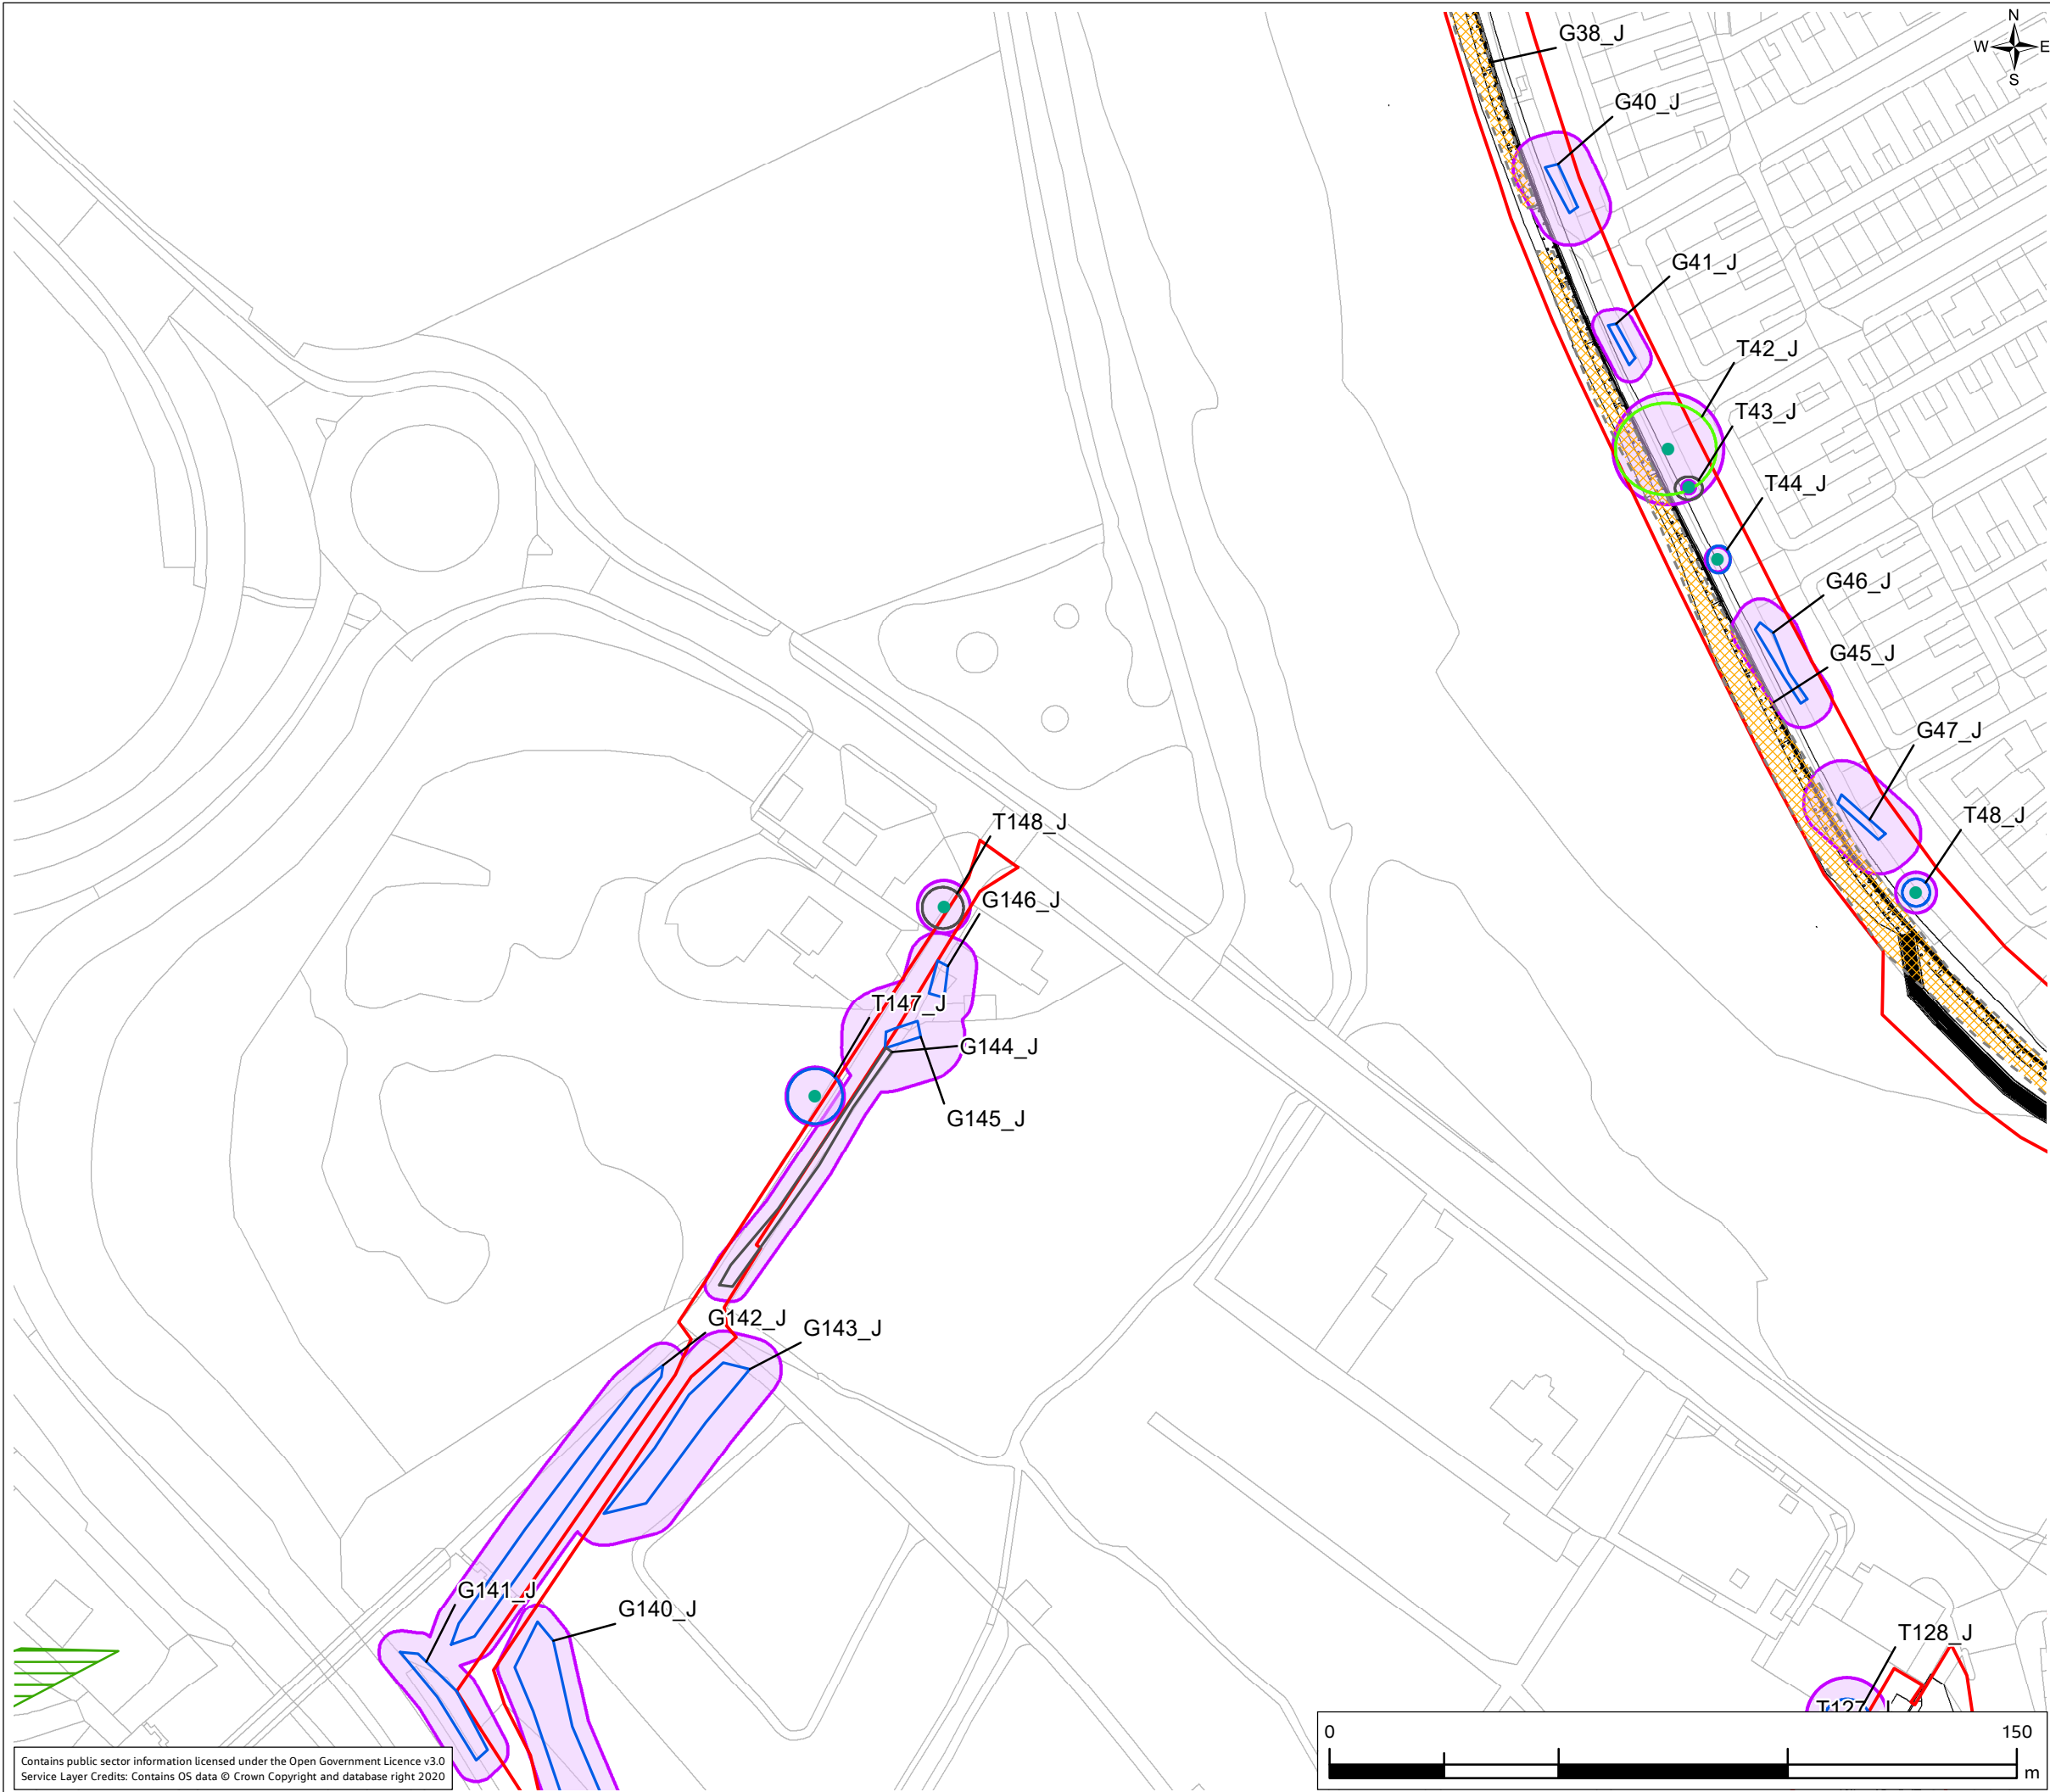 N
W E
S
G38_J
G40_J
G41_J
T42_J
T43_J
T44_J
G46_J
G45_J
G47_J
T48_J
T148_J
G146_J
T147_J
G144_J
G145_J
G142_J
G143_J
G141_J
G140_J
T128_J
T127_J
0 150
m
Contains public sector information licensed under the Open Government Licence v3.0
Service Layer Credits: Contains OS data © Crown Copyright and database right 2020